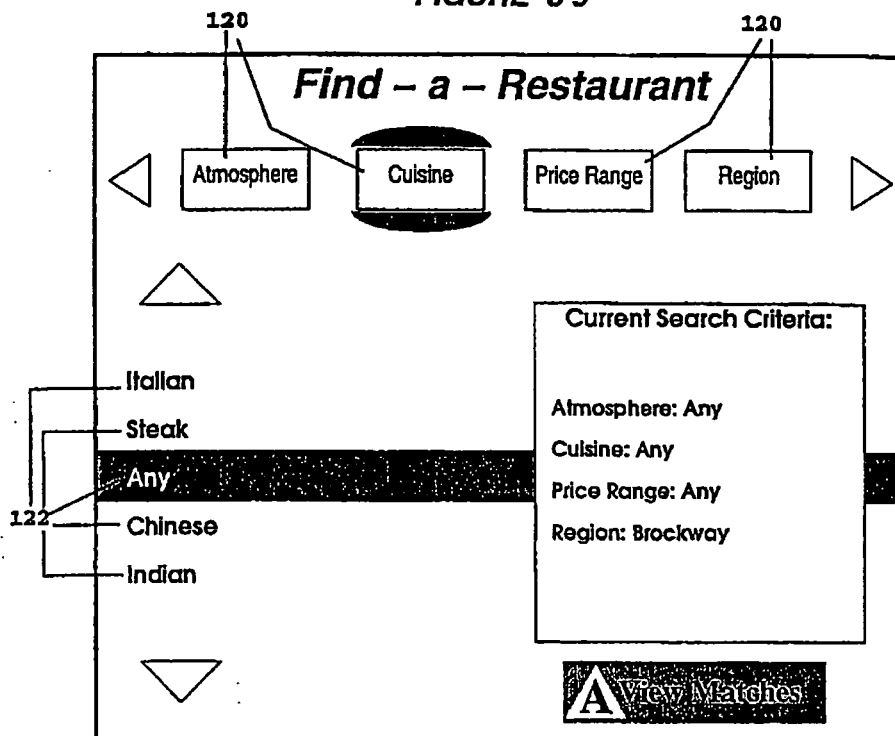 120
120
Find – a – Restaurant
Atmosphere
Cuisine
Price Range
Region
Current Search Criteria:
Italian
Atmosphere: Any
Steak
Cuisine: Any
Any
Price Range: Any
122
Chinese
Region: Brockway
Indian
A View Matches